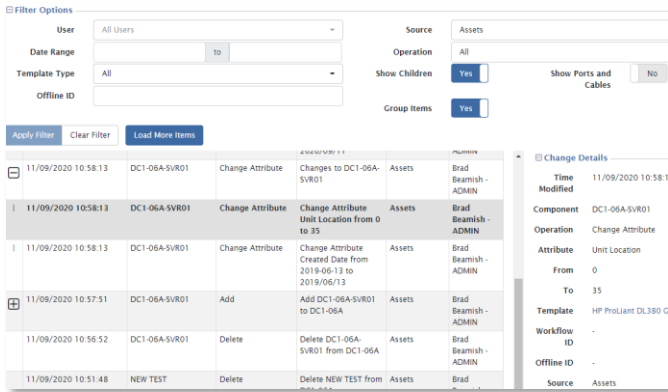 Filter Options
User All Users Source Assets
Date Range to Operation All
Template Type All Show Children Yes Show Ports and Cables No
Offline ID
Group Items Yes
Apply Filter Clear Filter Load More Items
2020/09/11 ADMIN
11/09/2020 10:58:13 DC1-06A-SVR01 Change Attribute Changes to DC1-06A- Assets Brad
SVR01 Beamish -
ADMIN
11/09/2020 10:58:13 DC1-06A-SVR01 Change Attribute Change Attribute Assets Brad
Unit Location from 0 Beamish -
to 35 ADMIN
11/09/2020 10:58:13 DC1-06A-SVR01 Change Attribute Change Attribute Assets Brad
Created Date from Beamish -
2019-06-13 to ADMIN
2019/06/13
11/09/2020 10:57:51 DC1-06A-SVR01 Add Add DC1-06A-SVR01 Assets Brad
to DC1-06A Beamish -
ADMIN
11/09/2020 10:56:52 DC1-06A-SVR01 Delete Delete DC1-06A- Assets Brad
SVR01 from DC1-06A Beamish -
ADMIN
11/09/2020 10:51:48 NEW TEST Delete Delete NEW TEST from Assets Brad
Change Details
Time Modified 11/09/2020 10:58:1
Component DC1-06A-SVR01
Operation Change Attribute
Attribute Unit Location
From 0
To 35
Template HP ProLiant DL380 G
Workflow ID -
Offline ID -
Source Assets